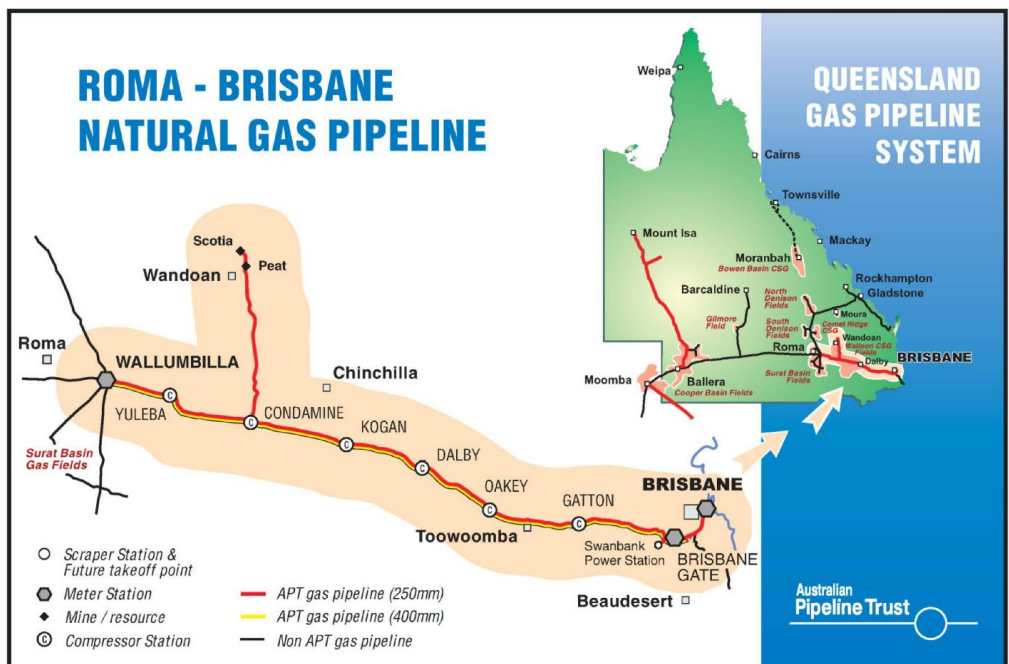 ROMA - BRISBANE
NATURAL GAS PIPELINE
QUEENSLAND
GAS PIPELINE
SYSTEM
Weipa
Cairns
Townsville
Mount Isa
Mackay
Moranbah
Bowen Basin CSG
Rockhampton
Gladstone
Barcaldine
North
Denison
Fields
Moura
Gilmore
Field
South
Denison
Fields
Comet Ridge
CSG
Wandoan
Walloon CSG
Fields
Roma
Dalby
BRISBANE
Surat Basin
Fields
Moomba
Ballera
Cooper Basin Fields
Scotia
Peat
Wandoan
Roma
WALLUMBILLA
Chinchilla
YULEBA
C
CONDAMINE
C
KOGAN
C
DALBY
C
OAKEY
C
GATTON
C
Surat Basin
Gas Fields
Toowoomba
BRISBANE
Swanbank
Power Station
BRISBANE
GATE
Beaudesert
Scraper Station &
Future takeoff point
Meter Station
Mine / resource
C Compressor Station
APT gas pipeline (250mm)
APT gas pipeline (400mm)
Non APT gas pipeline
Australian
Pipeline Trust